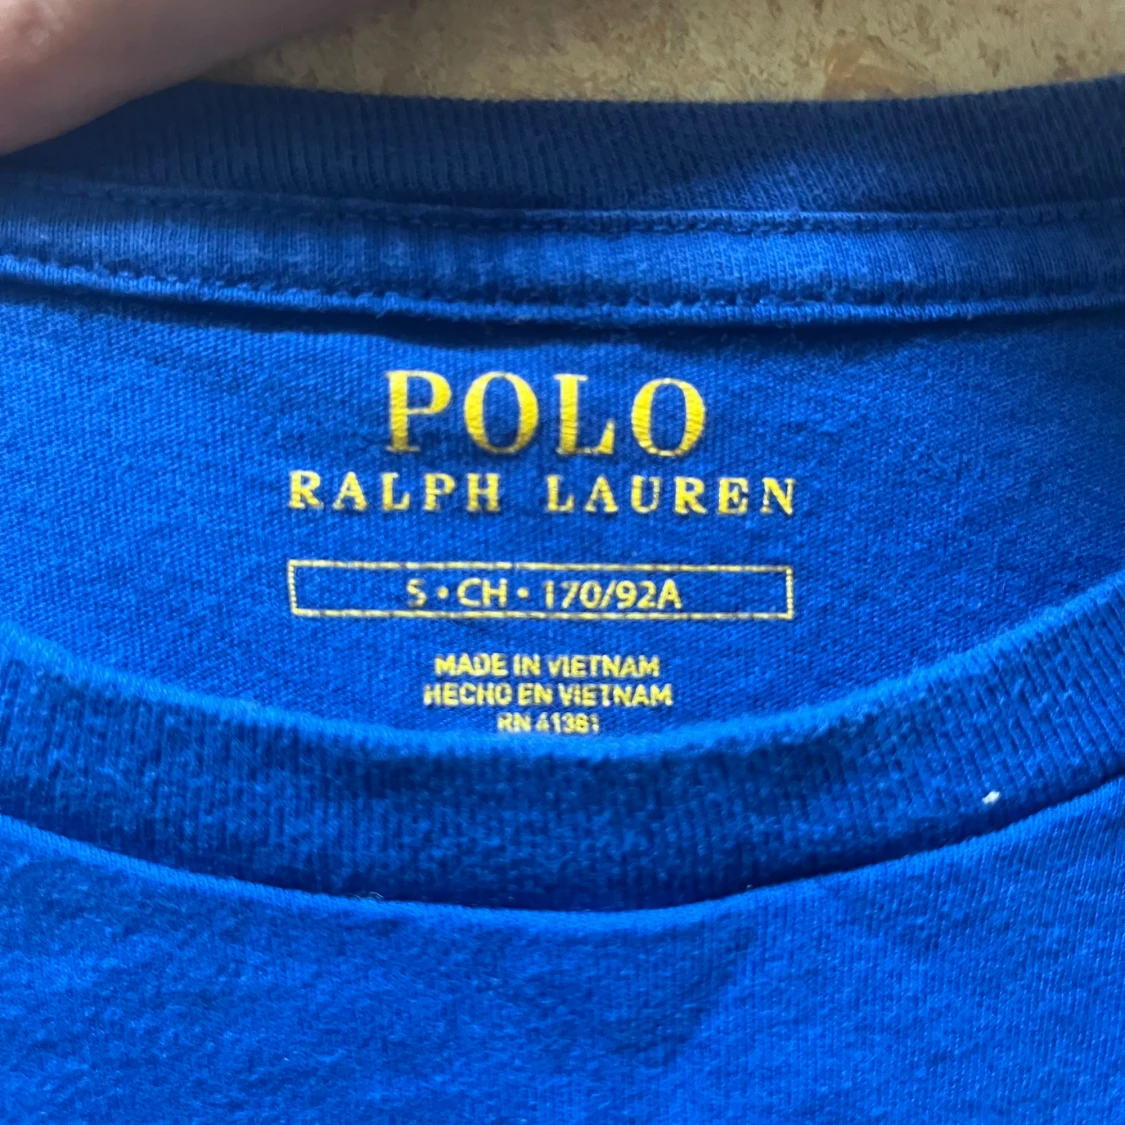 POLO
RALPH LAUREN
S • CH • 170/92A
MADE IN VIETNAM
HECHO EN VIETNAM
RN 41381